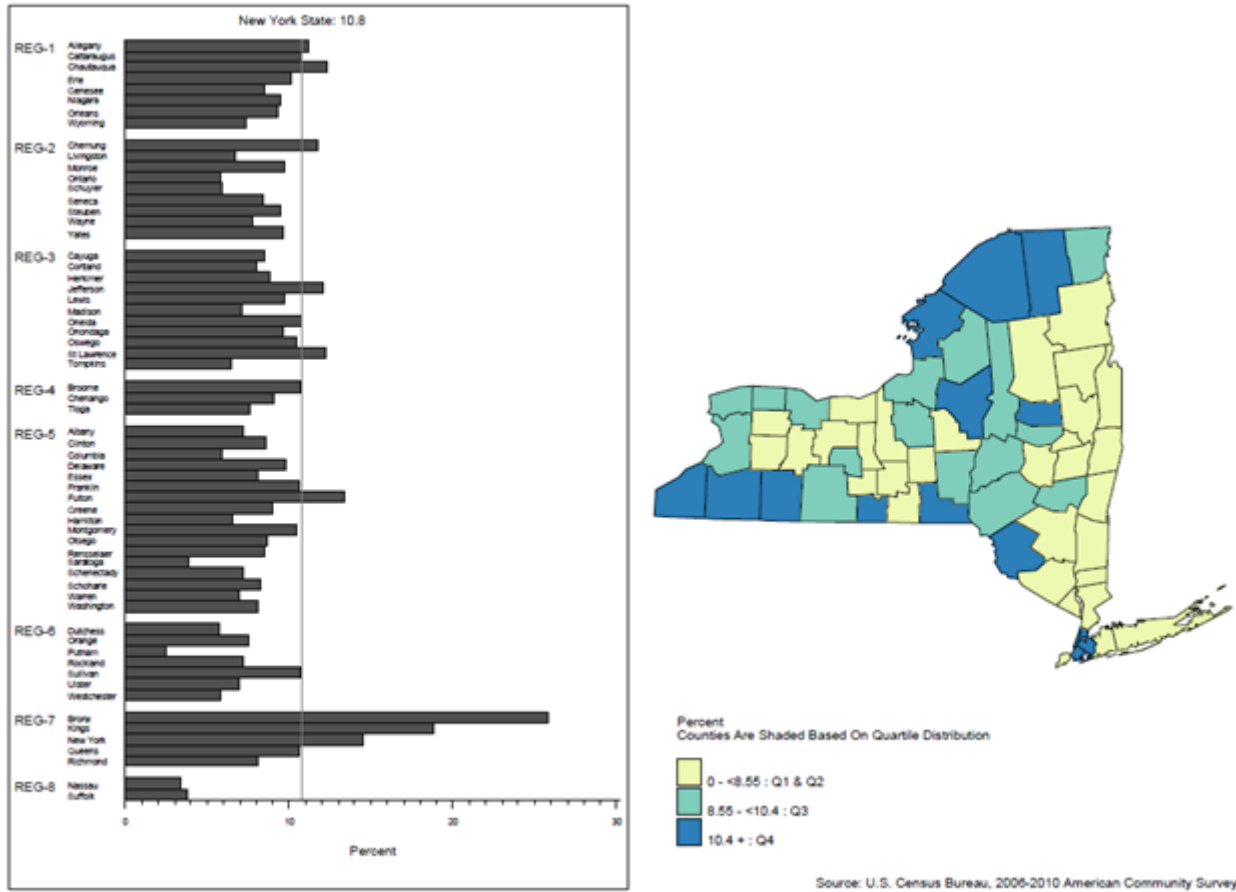 New York State: 10.8
REG-1
Allegany
Cattaraugus
Chautauqua
Erie
Genesee
Niagara
Orleans
Wyoming
REG-2
Chemung
Livingston
Monroe
Ontario
Schuyler
Seneca
Steuben
Wayne
Yates
REG-3
Cayuga
Cortland
Herkimer
Jefferson
Lewis
Madison
Oneida
Onondaga
Oswego
St Lawrence
Tompkins
REG-4
Broome
Chenango
Tioga
REG-5
Albany
Clinton
Columbia
Delaware
Essex
Franklin
Fulton
Greene
Hamilton
Montgomery
Otsego
Rensselaer
Saratoga
Schenectady
Schoharie
Warren
Washington
REG-6
Dutchess
Orange
Putnam
Rockland
Sullivan
Ulster
Westchester
REG-7
Bronx
Kings
New York
Queens
Richmond
REG-8
Nassau
Suffolk
0 10 20 30
Percent
Percent
Counties Are Shaded Based On Quartile Distribution
0 - <8.55 : Q1 & Q2
8.55 - <10.4 : Q3
10.4 + : Q4
Source: U.S. Census Bureau, 2006-2010 American Community Survey